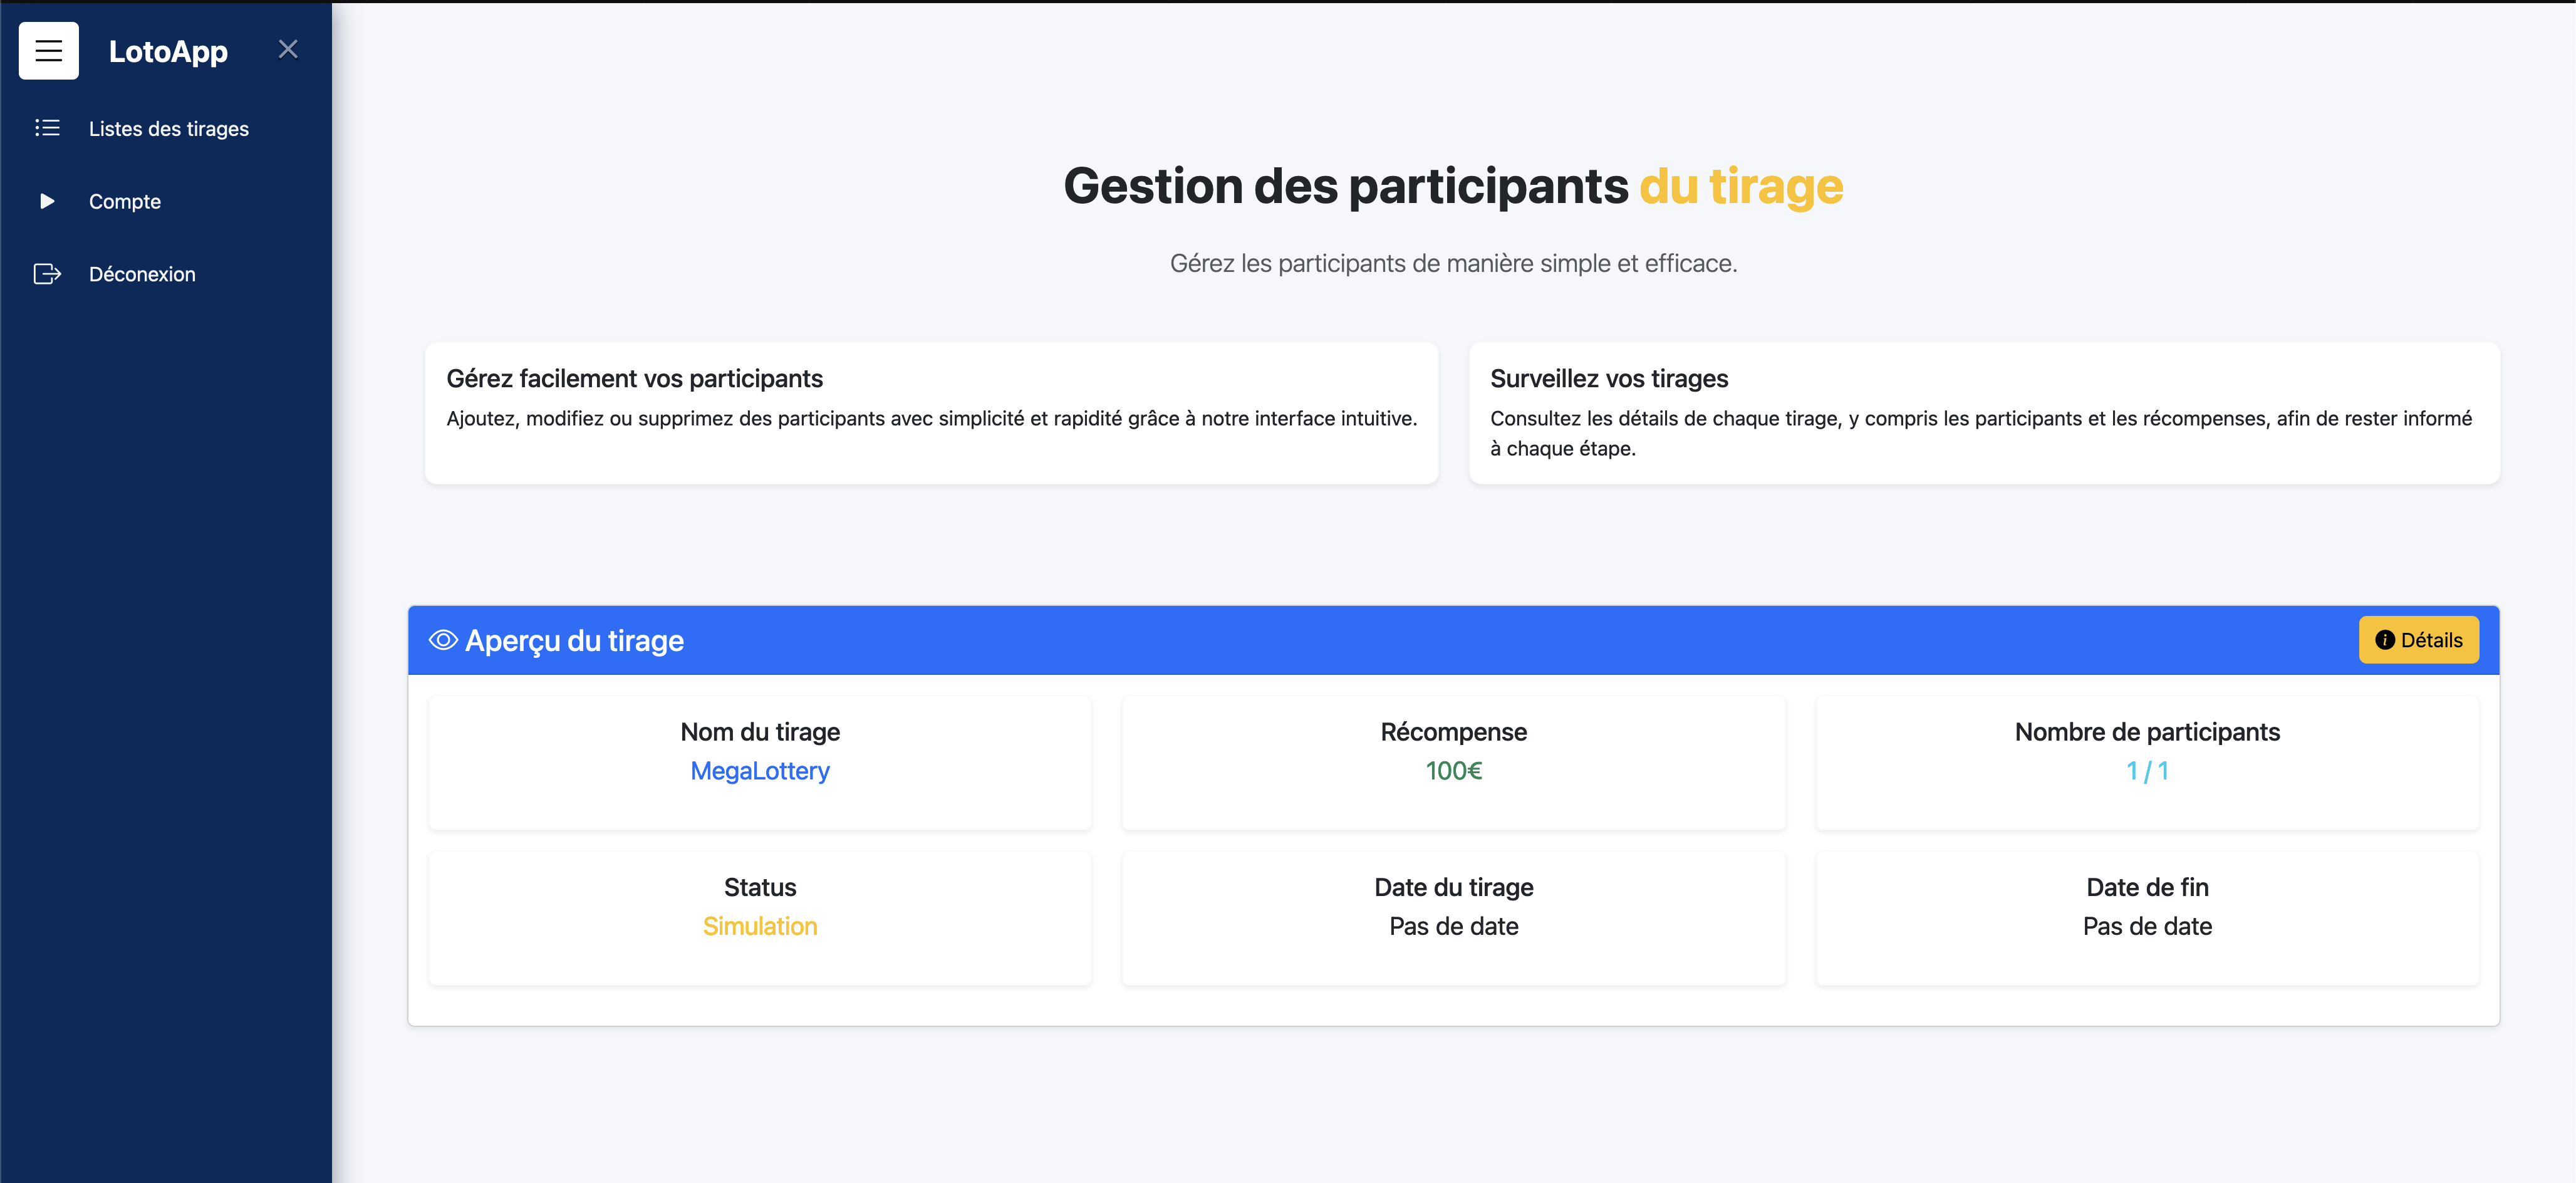 LotoApp
Listes des tirages
Compte
Déconexion
Gestion des participants du tirage
Gérez les participants de manière simple et efficace.
Gérez facilement vos participants
Ajoutez, modifiez ou supprimez des participants avec simplicité et rapidité grâce à notre interface intuitive.
Surveillez vos tirages
Consultez les détails de chaque tirage, y compris les participants et les récompenses, afin de rester informé
à chaque étape.
Aperçu du tirage
Détails
Nom du tirage
MegaLottery
Récompense
100€
Nombre de participants
1 / 1
Status
Simulation
Date du tirage
Pas de date
Date de fin
Pas de date